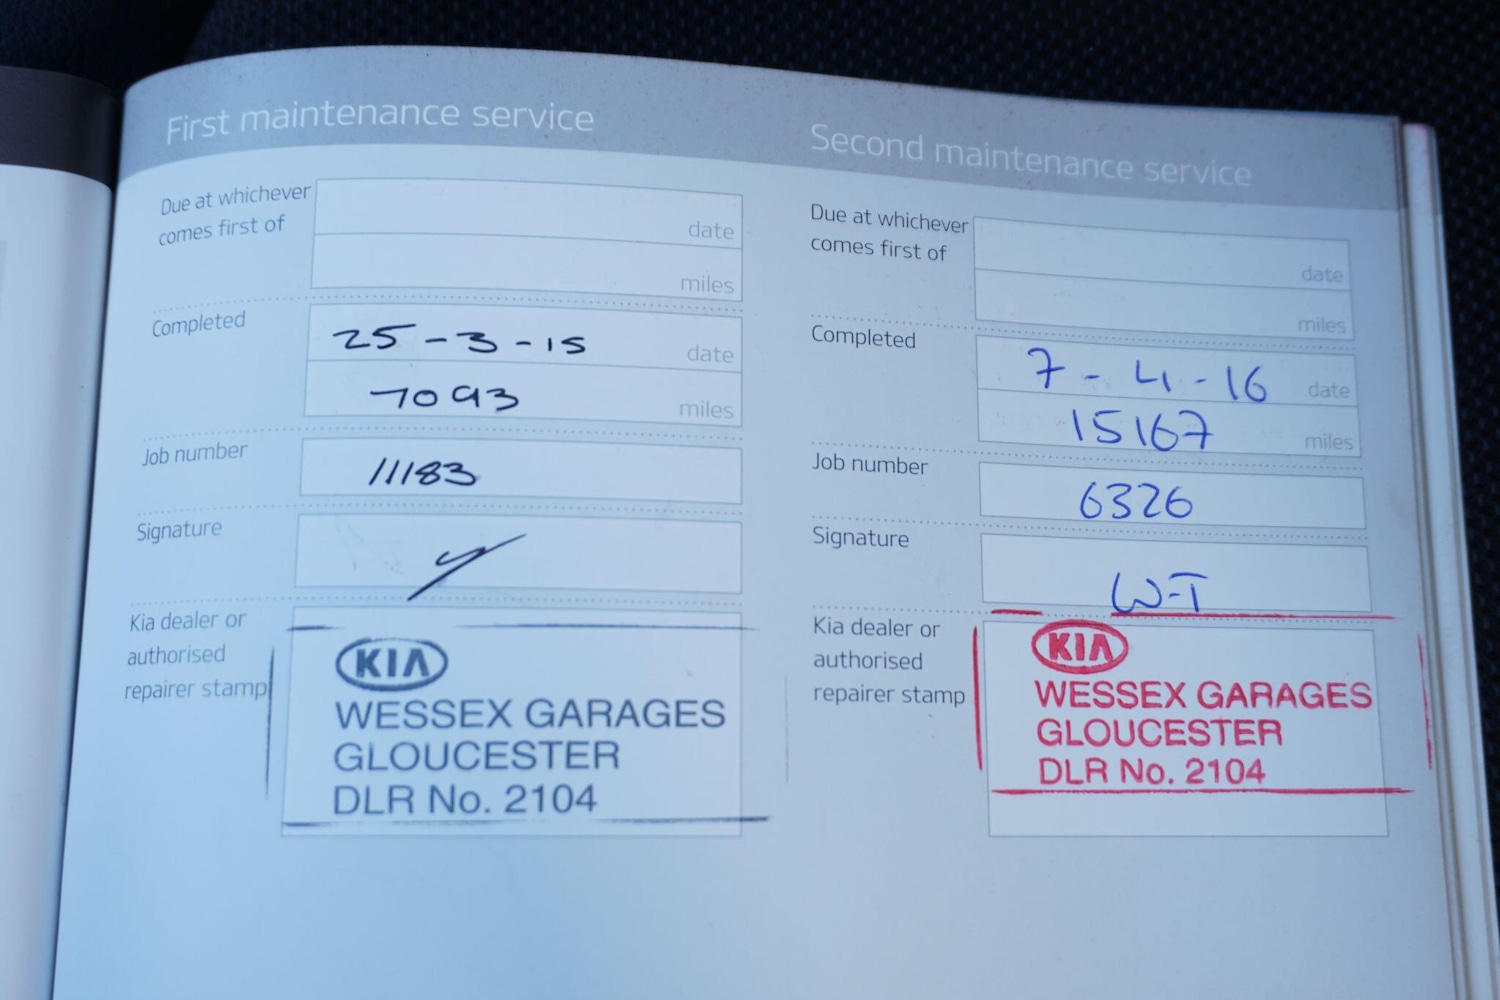 First maintenance service
Due at whichever
comes first of
date
miles
Completed
25-3-15 date
7093 miles
Job number
11183
Signature
Kia dealer or
authorised
repairer stamp
KIA
WESSEX GARAGES
GLOUCESTER
DLR No. 2104
Second maintenance service
Due at whichever
comes first of
date
miles
Completed
7-4-16 date
15167 miles
Job number
6326
Signature
W-T
Kia dealer or
authorised
repairer stamp
KIA
WESSEX GARAGES
GLOUCESTER
DLR No. 2104